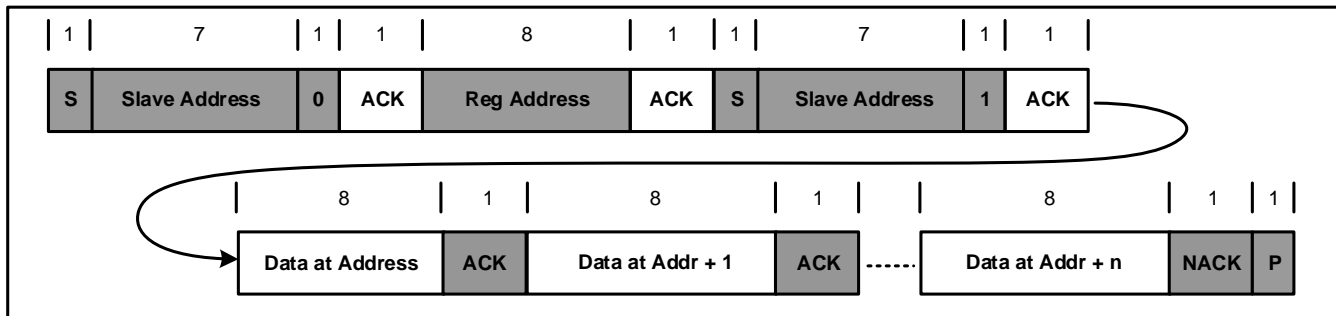 1 7 1 1 8 1 1 7 1 1
S Slave Address 0 ACK Reg Address ACK S Slave Address 1 ACK
8 1 8 1 8 1 1
Data at Address ACK Data at Addr + 1 ACK Data at Addr + n NACK P